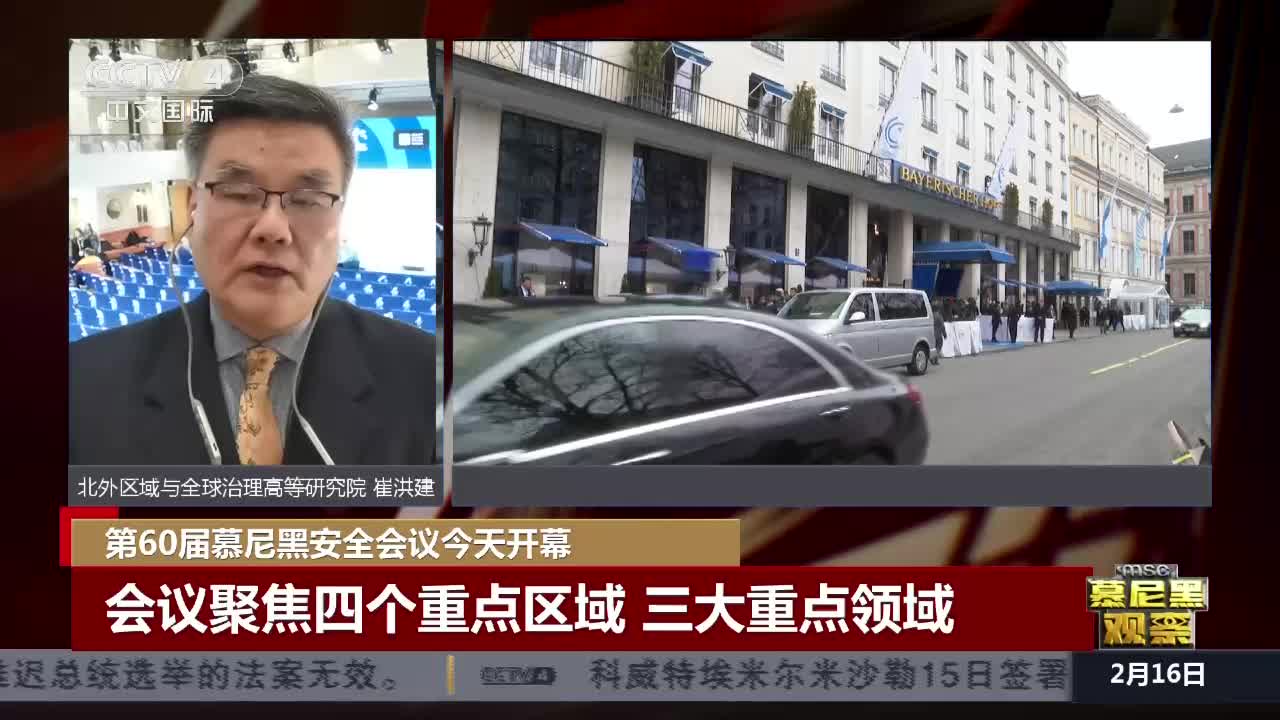 CCTV 4
中文国际
BAYERISCHER HO
北外区域与全球治理高等研究院 崔洪建
第60届慕尼黑安全会议今天开幕
会议聚焦四个重点区域 三大重点领域
msc
慕尼黑
观察
推迟总统选举的法案无效。 CCTV 4 科威特埃米尔米沙勒15日签署
2月16日